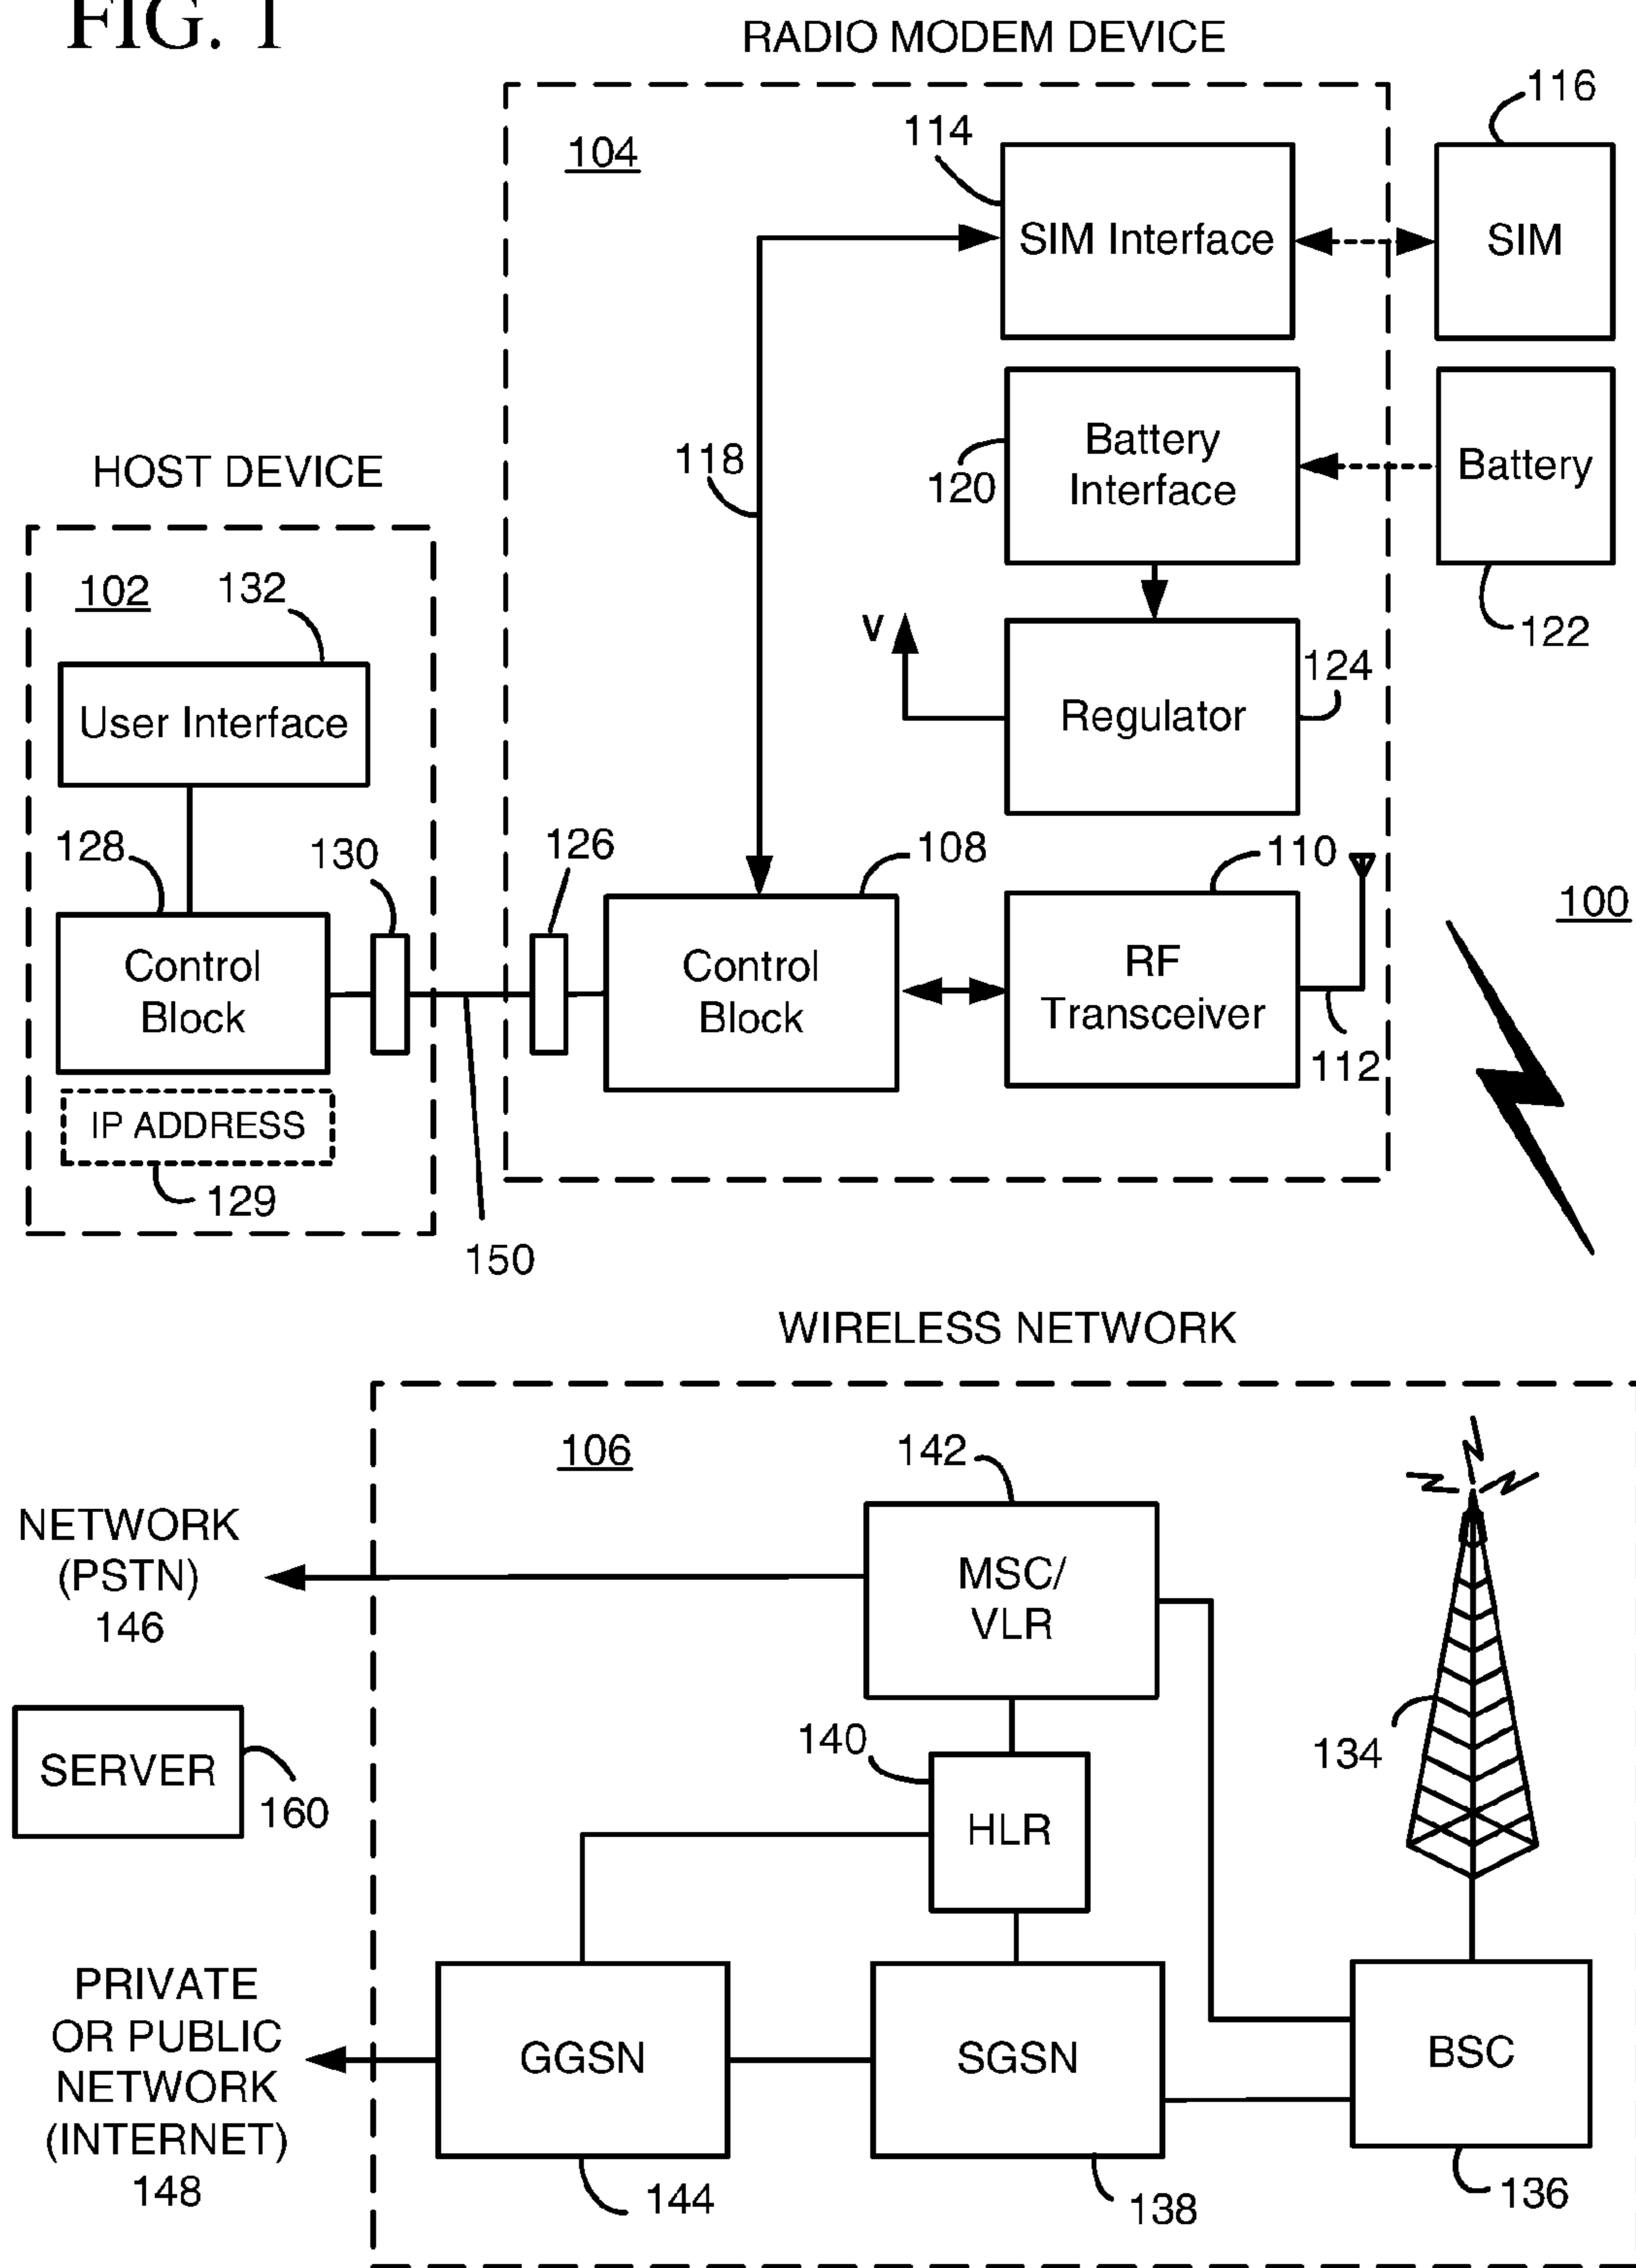 FIG. 1
RADIO MODEM DEVICE
116
114
104
SIM Interface
SIM
118
Battery
Interface
120
Battery
HOST DEVICE
102
132
V
122
124
User Interface
Regulator
128
130
126
108
110
100
Control
Block
Control
Block
RF
Transceiver
112
IP ADDRESS
129
150
WIRELESS NETWORK
106
142
NETWORK
(PSTN)
146
MSC/
VLR
SERVER
160
140
134
HLR
PRIVATE
OR PUBLIC
NETWORK
(INTERNET)
148
GGSN
SGSN
BSC
144
138
136